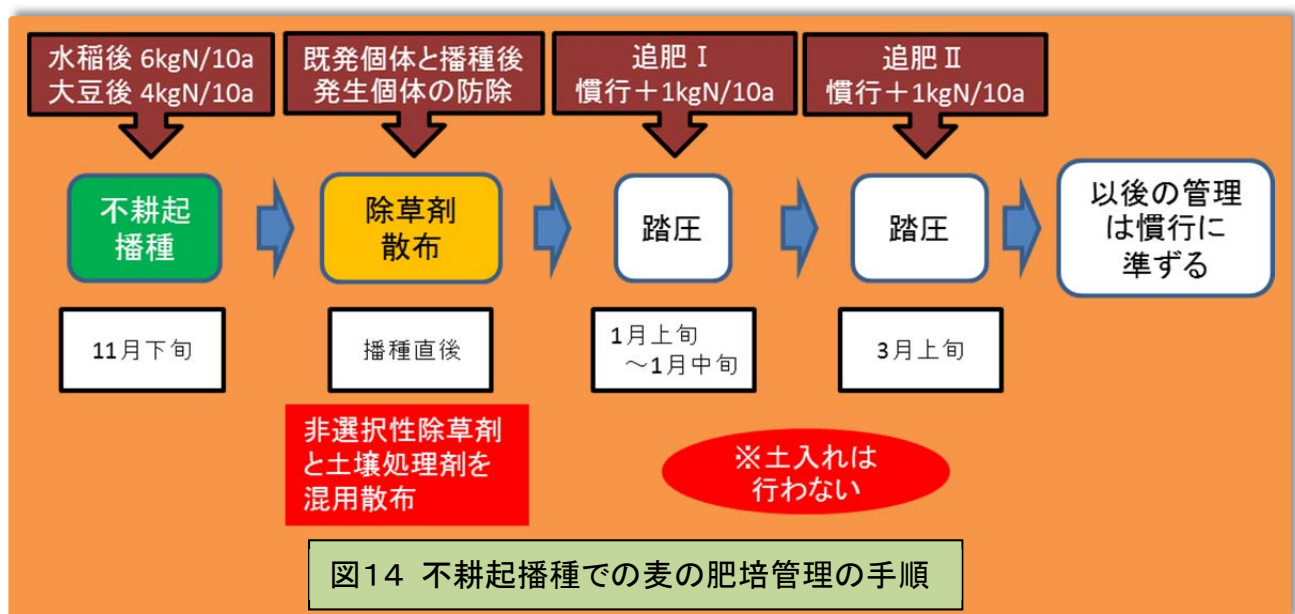 水稲後 6kgN/10a
大豆後 4kgN/10a
既発個体と播種後
発生個体の防除
追肥Ⅰ
慣行＋1kgN/10a
追肥Ⅱ
慣行＋1kgN/10a
不耕起
播種
除草剤
散布
踏圧
踏圧
以後の管理
は慣行に
準ずる
11月下旬
播種直後
1月上旬
～1月中旬
3月上旬
非選択性除草剤
と土壌処理剤を
混用散布
※土入れは
行わない
図14 不耕起播種での麦の肥培管理の手順